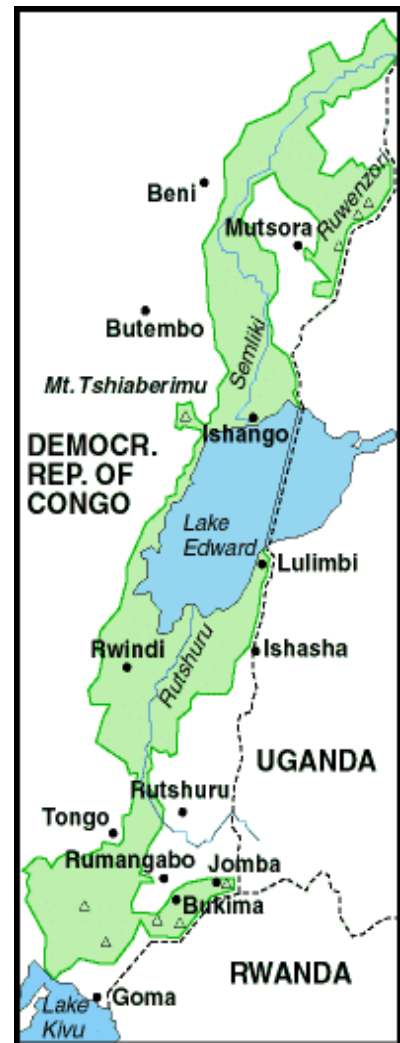 Ruwenzori
Beni
Mutsora
Butembo
Semliki
Mt. Tshiaberimu
Ishango
DEMOCR.
REP. OF
CONGO
Lake
Edward
Lulimbi
Rwindi
Ishasha
Rutshuru
UGANDA
Rutshuru
Tongo
Rumangabo
Jomba
Bukima
RWANDA
Goma
Lake
Kivu